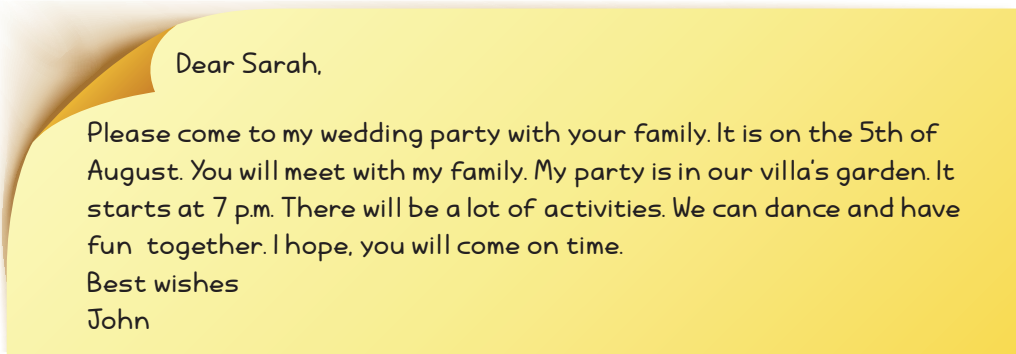 Dear Sarah,
Please come to my wedding party with your family. It is on the 5th of
August. You will meet with my family. My party is in our villa's garden. It
starts at 7 p.m. There will be a lot of activities. We can dance and have
fun together. I hope, you will come on time.
Best wishes
John